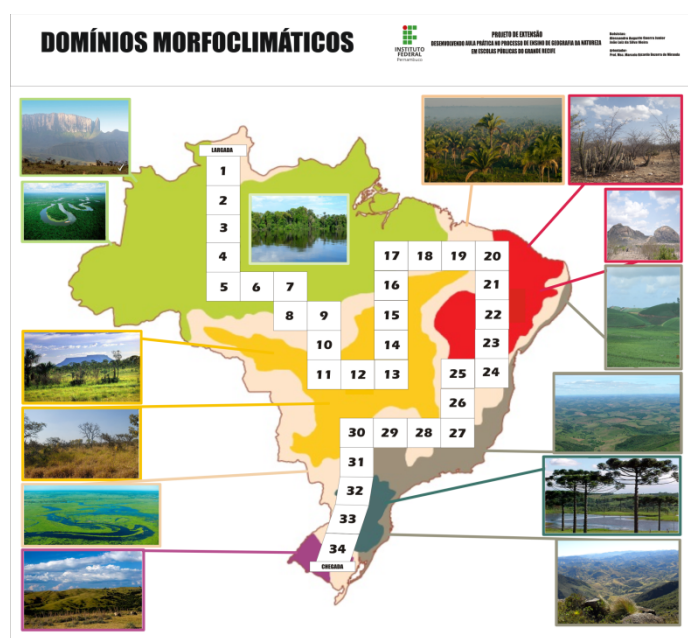 DOMÍNIOS MORFOCLIMÁTICOS
INSTITUTO
FEDERAL
Pernambuco
PROJETO DE EXTENSÃO
DESENVOLVENDO AULA PRÁTICA NO PROCESSO DE ENSINO DE GEOGRAFIA DA NATUREZA
EM ESCOLAS PÚBLICAS DO GRANDE RECIFE
LARGADA
1
2
3
4
5 6 7
8 9
10
11 12 13
14
15
16
17 18 19 20
21
22
23
24
25
26
27
28
29
30
31
32
33
34
CHEGADA